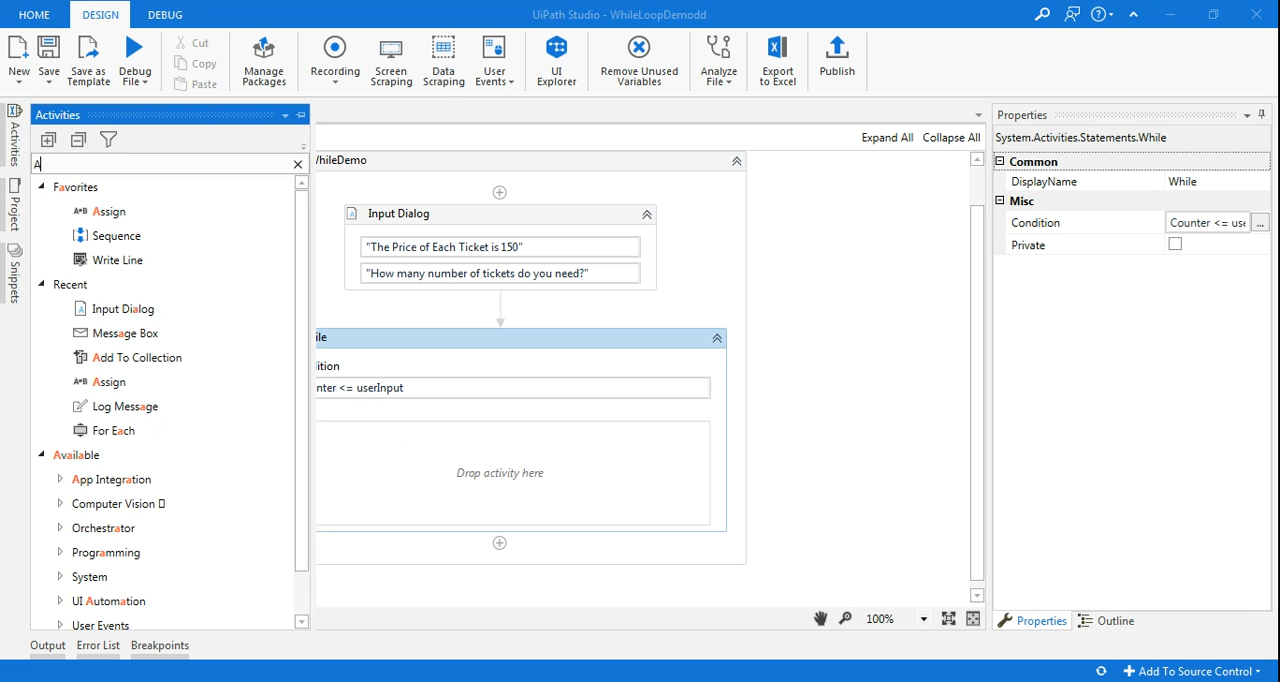 HOME DESIGN DEBUG UiPath Studio - WhileLoopDemodd
New Save Save as Template Debug File Cut Copy Paste Manage Packages Recording Screen Scraping Data Scraping User Events UI Explorer Remove Unused Variables Analyze File Export to Excel Publish
Activities
Project
Snippets
Activities
A
Favorites
A*B Assign
Sequence
Write Line
Recent
Input Dialog
Message Box
Add To Collection
A*B Assign
Log Message
For Each
Available
App Integration
Computer Vision
Orchestrator
Programming
System
UI Automation
User Events
Expand All Collapse All
WhileDemo
Input Dialog
"The Price of Each Ticket is 150"
"How many number of tickets do you need?"
ile
ition
nter <= userInput
Drop activity here
100%
Properties
System.Activities.Statements.While
Common
DisplayName While
Misc
Condition Counter <= use ...
Private
Properties Outline
Output Error List Breakpoints
Add To Source Control